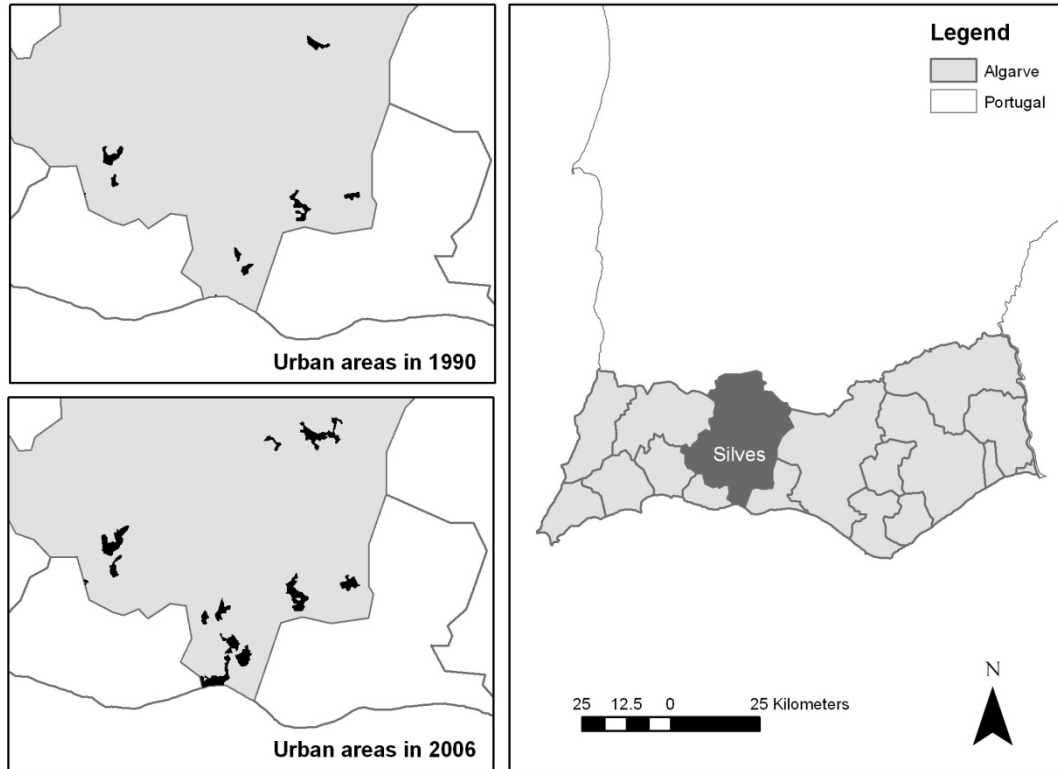 Urban areas in 1990
Urban areas in 2006
Legend
Algarve
Portugal
Silves
N
25 12.5 0 25 Kilometers